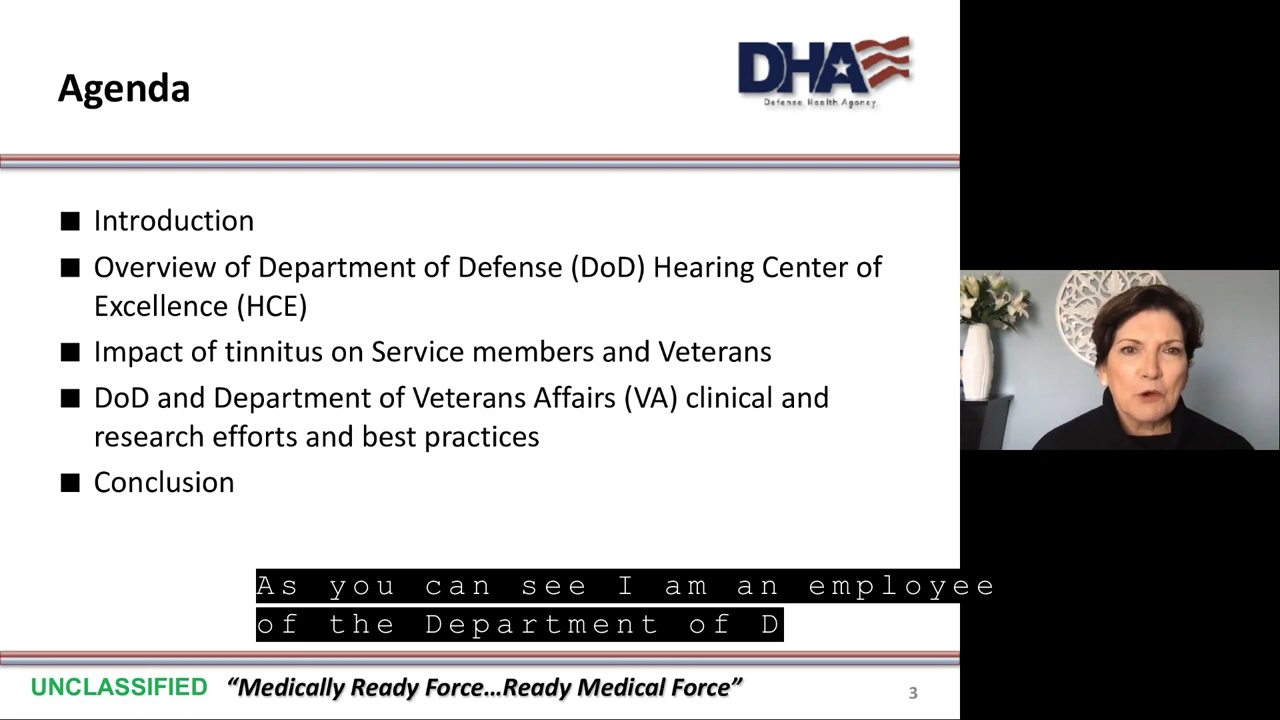 Agenda
DHA
Defense Health Agency
Introduction
Overview of Department of Defense (DoD) Hearing Center of
Excellence (HCE)
Impact of tinnitus on Service members and Veterans
DoD and Department of Veterans Affairs (VA) clinical and
research efforts and best practices
Conclusion
As you can see I am an employee
of the Department of D
UNCLASSIFIED “Medically Ready Force…Ready Medical Force”
3